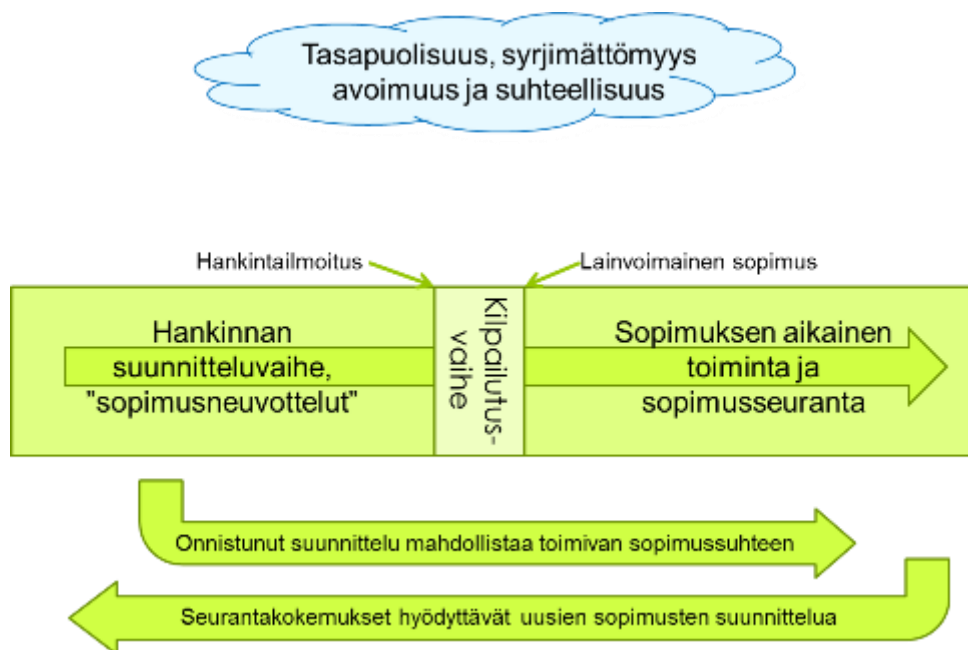 Tasapuolisuus, syrjimättömyys
avoimuus ja suhteellisuus
Hankintailmoitus
Lainvoimainen sopimus
Hankinnan
suunnitteluvaihe,
"sopimusneuvottelut"
Kilpailutus-
vaihe
Sopimuksen aikainen
toiminta ja
sopimusseuranta
Onnistunut suunnittelu mahdollistaa toimivan sopimussuhteen
Seurantakokemukset hyödyttävät uusien sopimusten suunnittelua